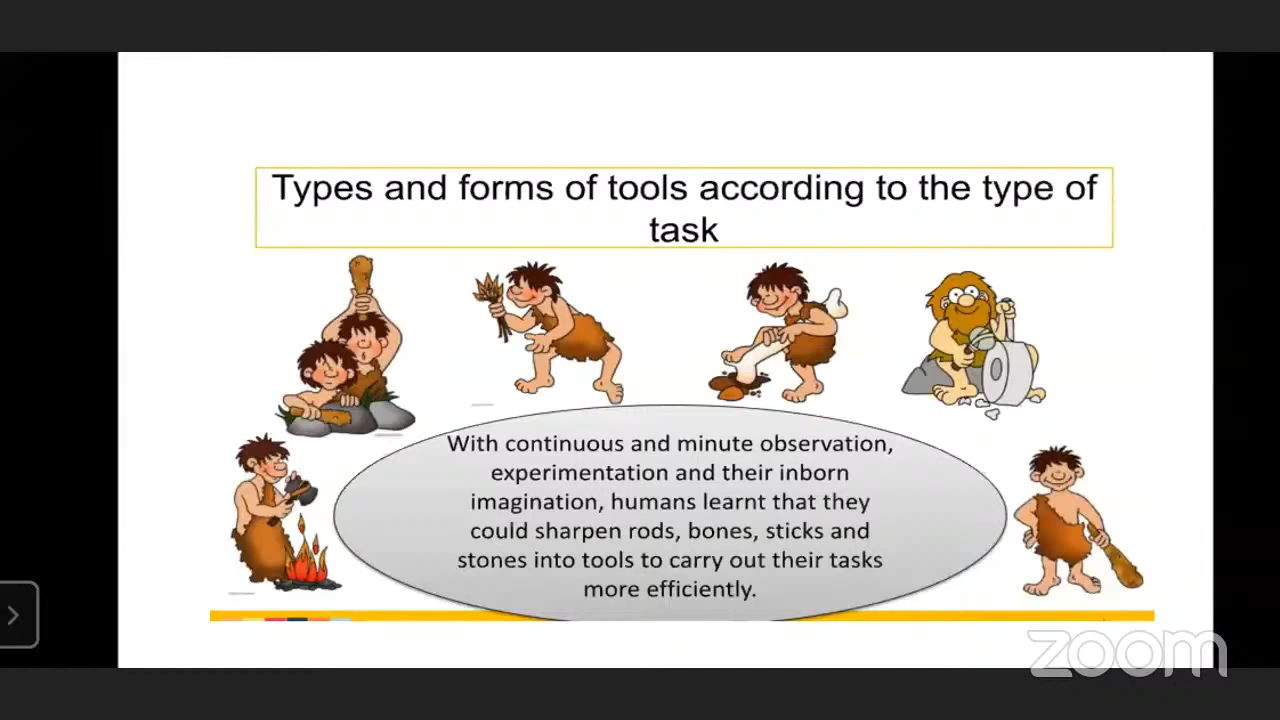 Types and forms of tools according to the type of
task
With continuous and minute observation,
experimentation and their inborn
imagination, humans learnt that they
could sharpen rods, bones, sticks and
stones into tools to carry out their tasks
more efficiently.
zoom